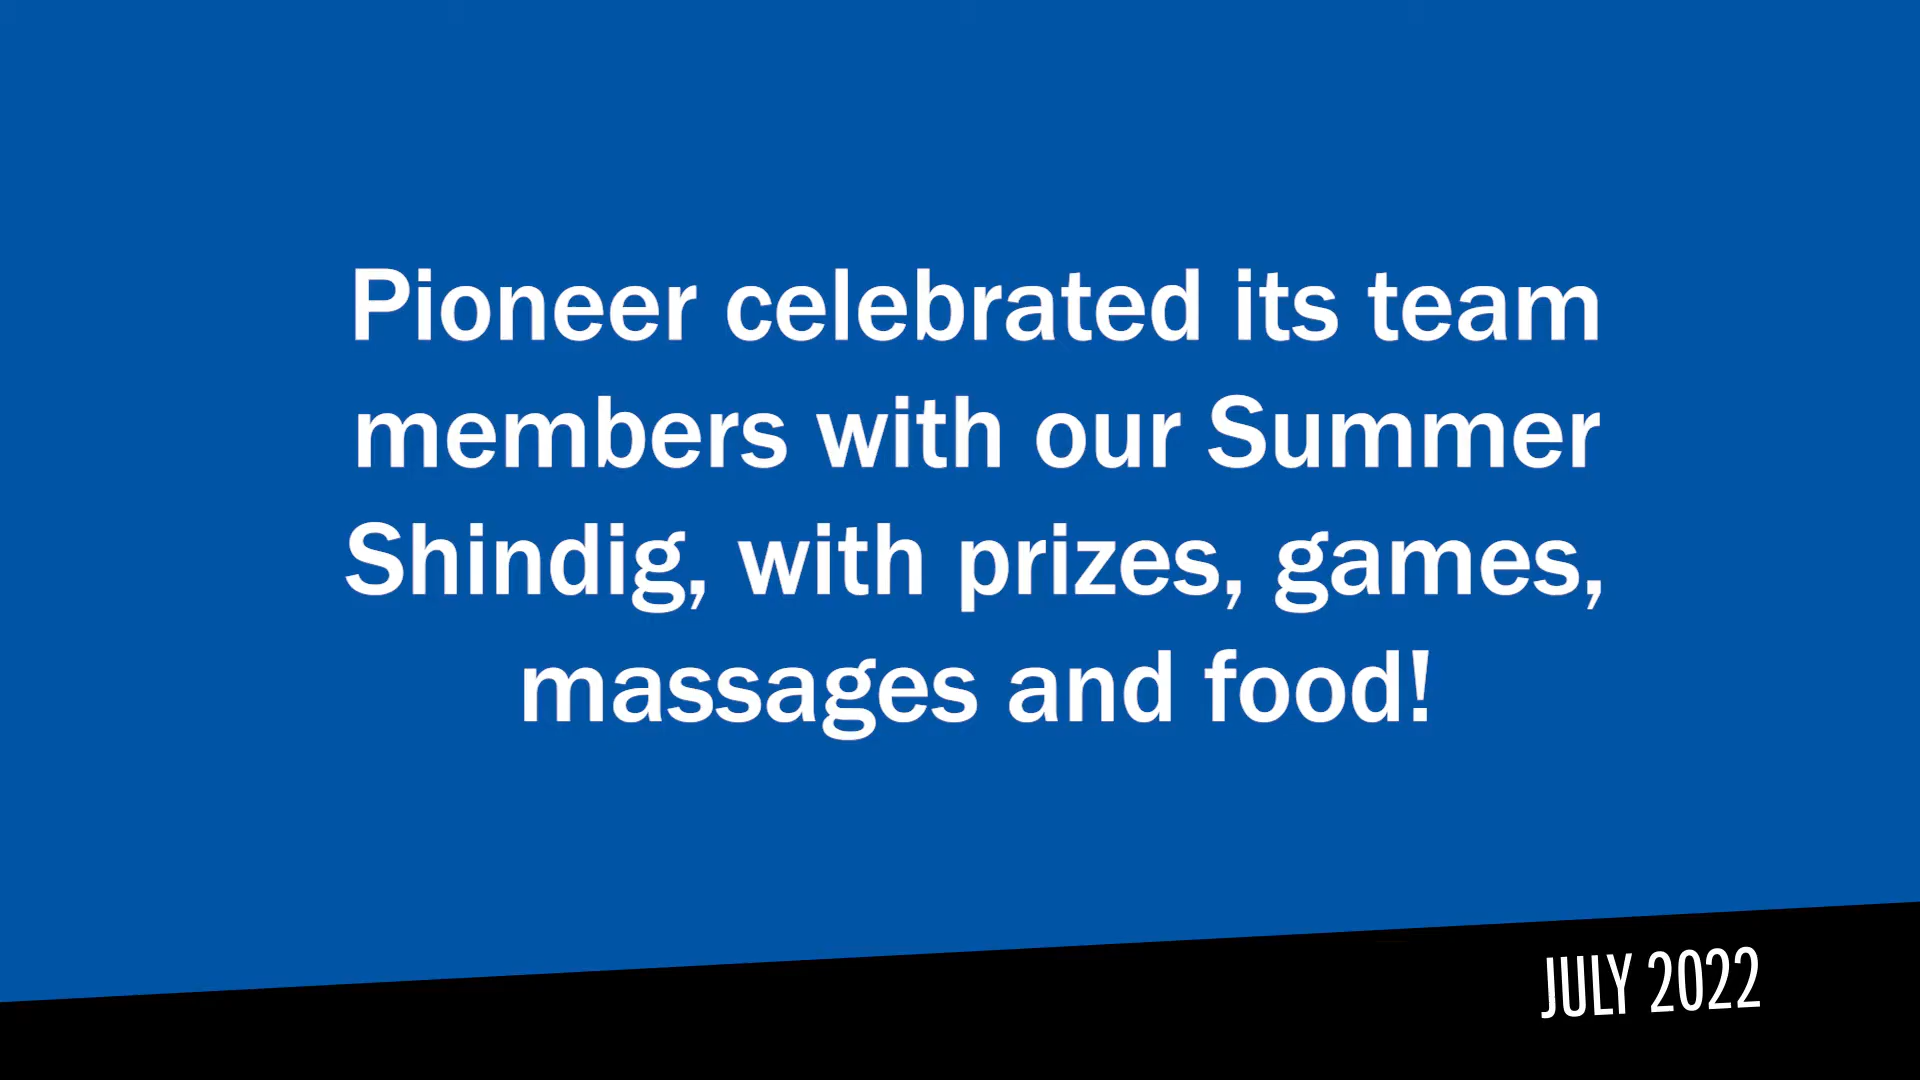 Pioneer celebrated its team
members with our Summer
Shindig, with prizes, games,
massages and food!
JULY 2022